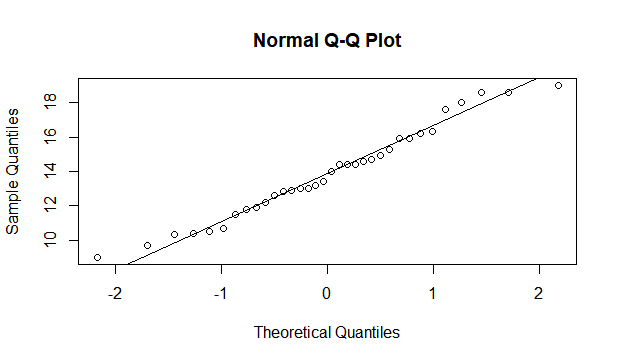 Normal Q-Q Plot
Sample Quantiles
18
16
14
12
10
-2 -1 0 1 2
Theoretical Quantiles